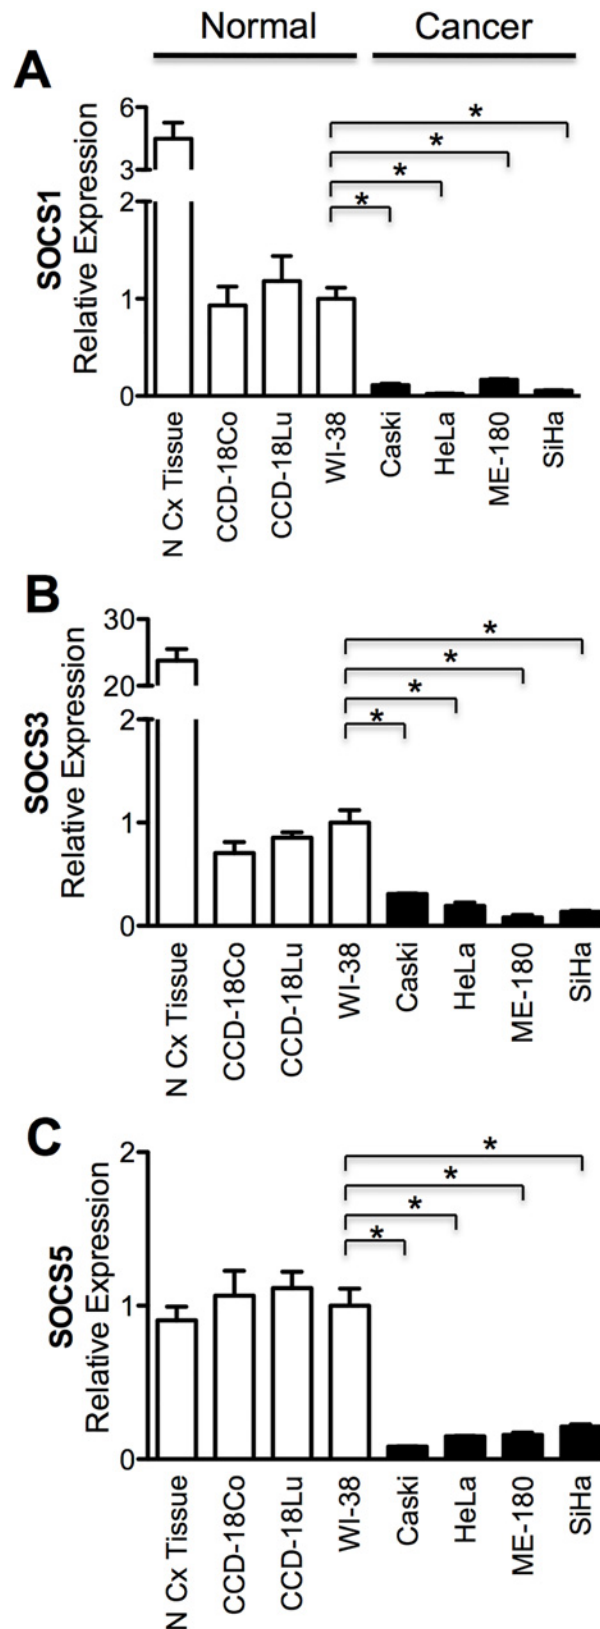 Normal Cancer
A
SOCS1
Relative Expression
6
3
2
1
0
*
*
*
*
N Cx Tissue
CCD-18Co
CCD-18Lu
WI-38
Caski
HeLa
ME-180
SiHa
B
SOCS3
Relative Expression
30
20
2
1
0
*
*
*
*
N Cx Tissue
CCD-18Co
CCD-18Lu
WI-38
Caski
HeLa
ME-180
SiHa
C
SOCS5
Relative Expression
2
1
0
*
*
*
*
N Cx Tissue
CCD-18Co
CCD-18Lu
WI-38
Caski
HeLa
ME-180
SiHa